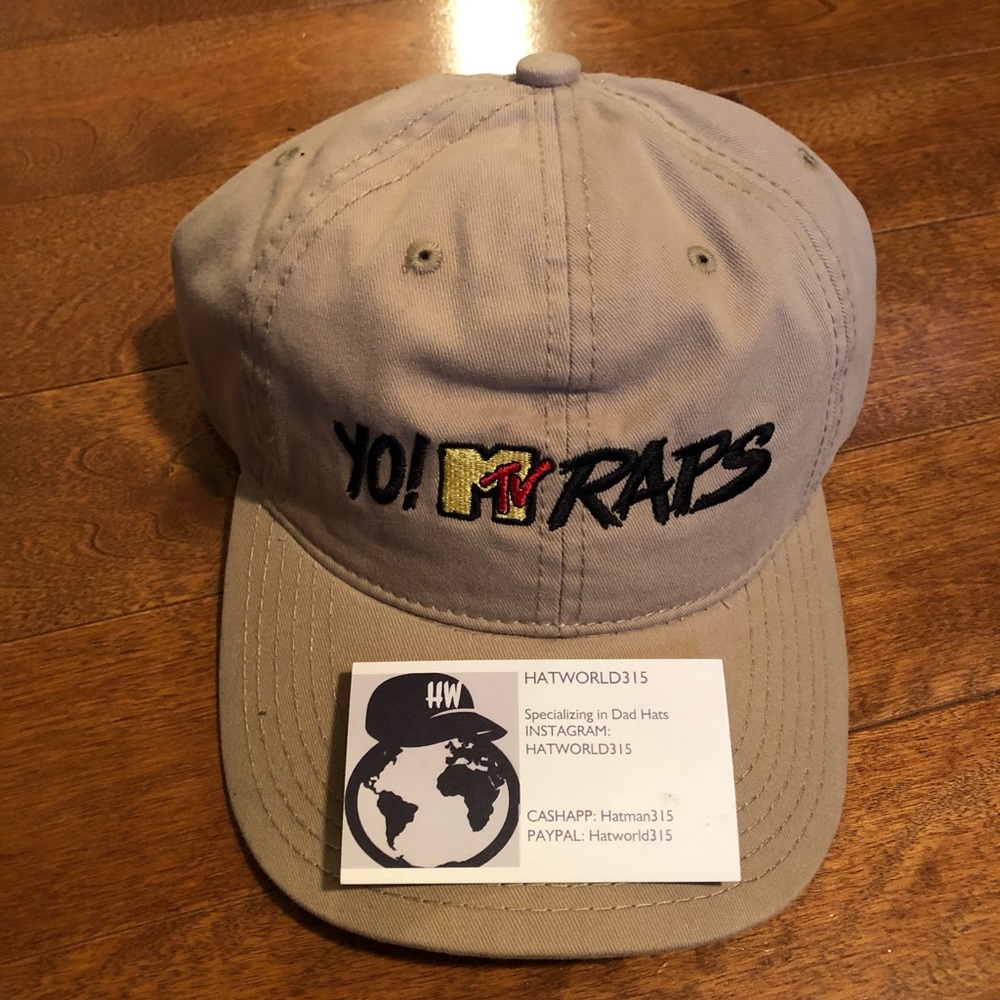 YO! MTV RAPS
HW
HATWORLD315
Specializing in Dad Hats
INSTAGRAM:
HATWORLD315
CASHAPP: Hatman315
PAYPAL: Hatworld315